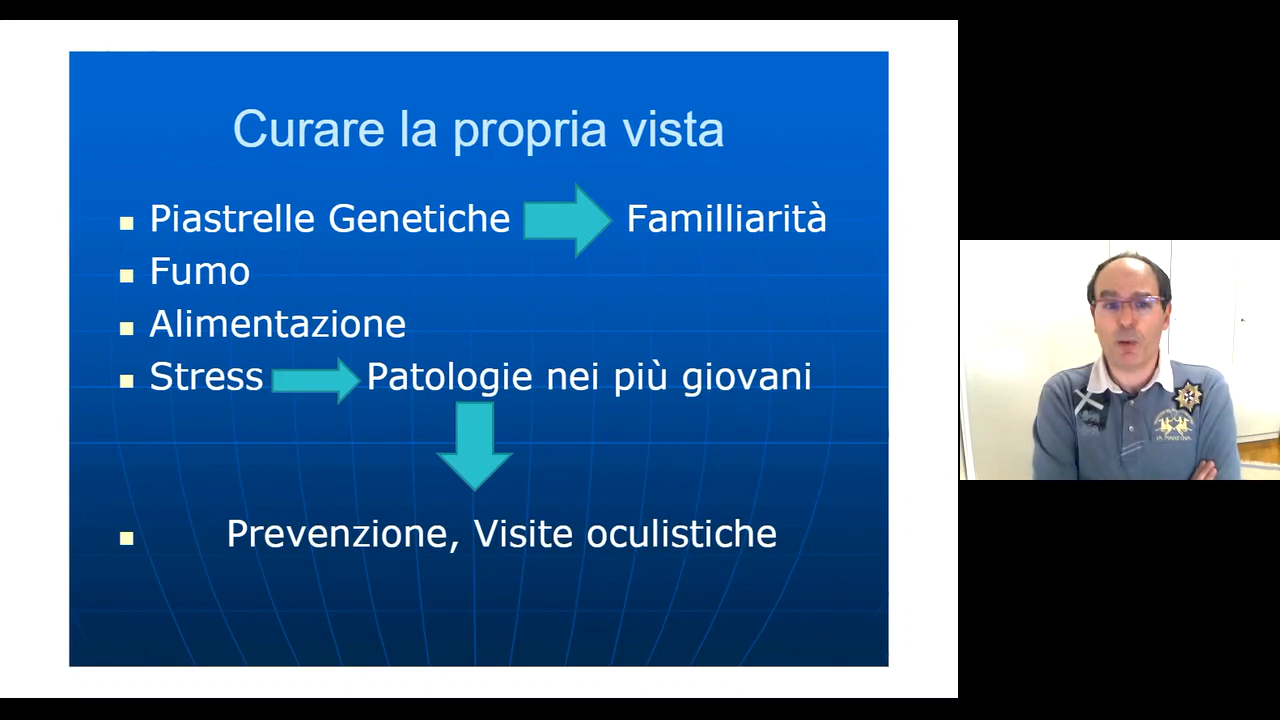 Curare la propria vista
Piastrelle Genetiche Familliarità
Fumo
Alimentazione
Stress Patologie nei più giovani
Prevenzione, Visite oculistiche